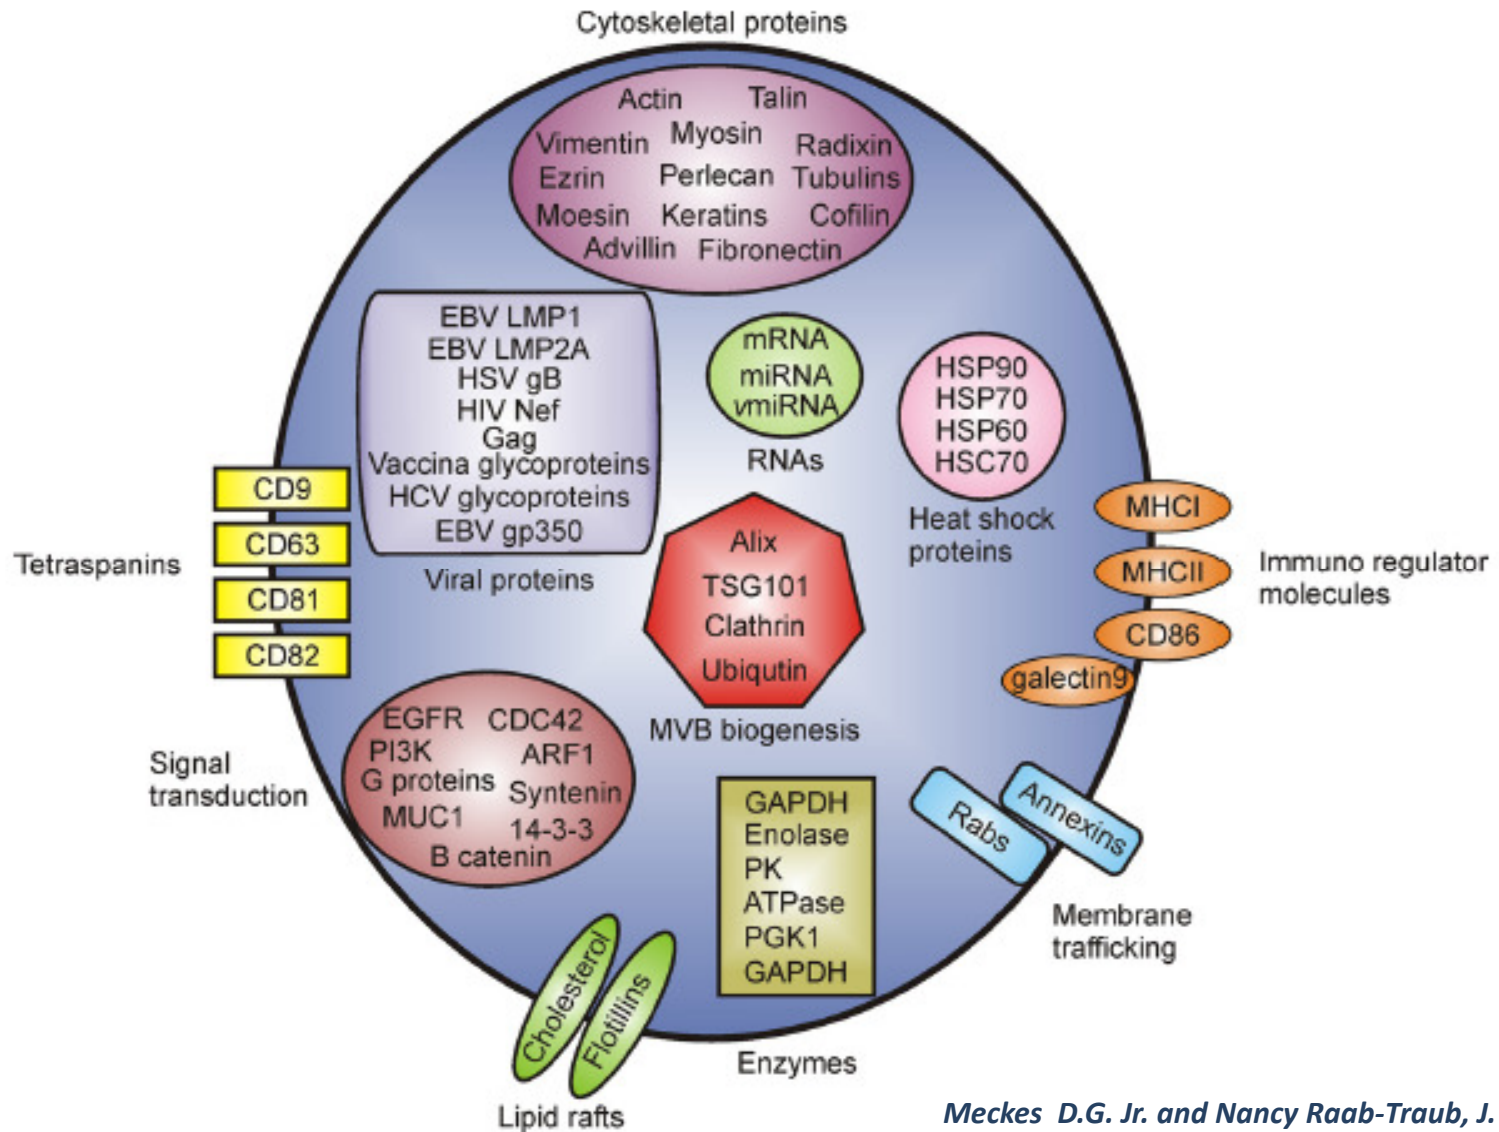 Cytoskeletal proteins
Actin Talin
Vimentin Myosin Radixin
Ezrin Perlecan Tubulins
Moesin Keratins Cofilin
Advillin Fibronectin
EBV LMP1
EBV LMP2A
HSV gB
HIV Nef
Gag
Vaccina glycoproteins
HCV glycoproteins
EBV gp350
Viral proteins
mRNA
miRNA
vmiRNA
RNAs
HSP90
HSP70
HSP60
HSC70
Heat shock
proteins
CD9
CD63
CD81
CD82
Tetraspanins
Alix
TSG101
Clathrin
Ubiqutin
MVB biogenesis
MHCI
MHCII
CD86
galectin9
Immuno regulator
molecules
EGFR CDC42
PI3K ARF1
G proteins Syntenin
MUC1 14-3-3
B catenin
Signal
transduction
GAPDH
Enolase
PK
ATPase
PGK1
GAPDH
Enzymes
Rabs
Annexins
Membrane
trafficking
Cholesterol
Flotillins
Lipid rafts
Meckes D.G. Jr. and Nancy Raab-Traub, J.